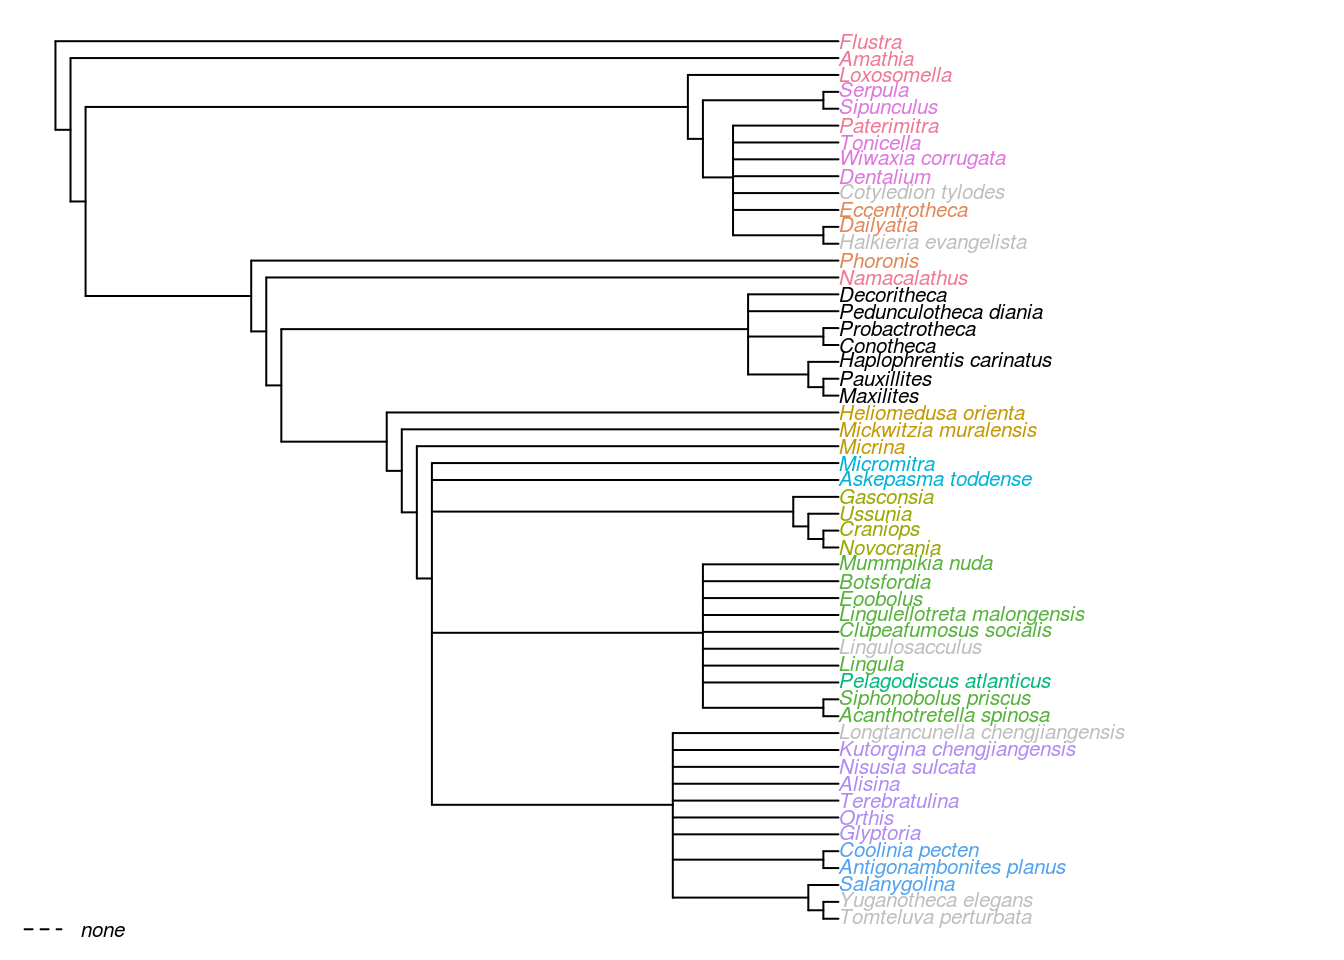 Flustra
Amathia
Loxosomella
Serpula
Sipunculus
Paterimitra
Tonicella
Wiwaxia corrugata
Dentalium
Cotyledion tylodes
Eccentrotheca
Dailyatia
Halkieria evangelista
Phoronis
Namacalathus
Decoritheca
Pedunculotheca diania
Probactrotheca
Conotheca
Haplophrentis carinatus
Pauxillites
Maxilites
Heliomedusa orienta
Mickwitzia muralensis
Micrina
Micromitra
Askepasma toddense
Gasconsia
Ussunia
Craniops
Novocrania
Mummpikia nuda
Botsfordia
Eoobolus
Lingulellotreta malongensis
Clupeafumosus socialis
Lingulosacculus
Lingula
Pelagodiscus atlanticus
Siphonobolus priscus
Acanthotretella spinosa
Longtancunella chengjiangensis
Kutorgina chengjiangensis
Nisusia sulcata
Alisina
Terebratulina
Orthis
Glyptoria
Coolinia pecten
Antigonambonites planus
Salanygolina
Yuganotheca elegans
Tomteluva perturbata
none